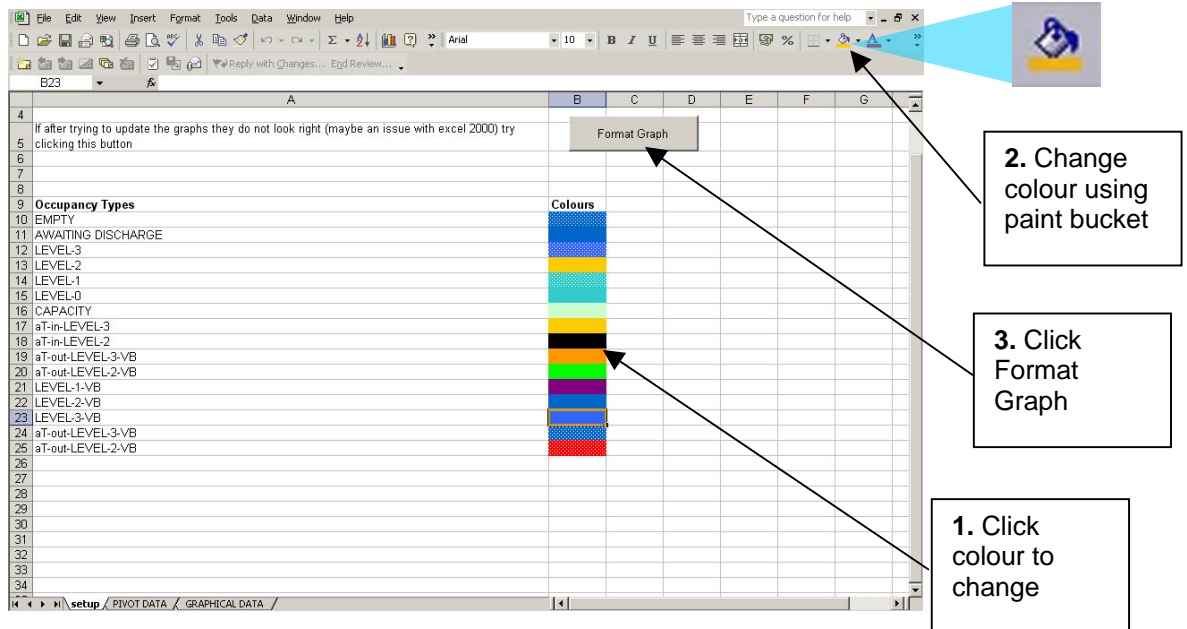 File Edit View Insert Format Tools Data Window Help Type a question for help
Arial 10 B I U %
Reply with Changes... End Review...
B23 fx
A B C D E F G
4
If after trying to update the graphs they do not look right (maybe an issue with excel 2000) try
5 clicking this button
Format Graph
6
7
8
9 Occupancy Types Colours
10 EMPTY
11 AWAITING DISCHARGE
12 LEVEL-3
13 LEVEL-2
14 LEVEL-1
15 LEVEL-0
16 CAPACITY
17 aT-in-LEVEL-3
18 aT-in-LEVEL-2
19 aT-out-LEVEL-3-VB
20 aT-out-LEVEL-2-VB
21 LEVEL-1-VB
22 LEVEL-2-VB
23 LEVEL-3-VB
24 aT-out-LEVEL-3-VB
25 aT-out-LEVEL-2-VB
26
27
28
29
30
31
32
33
34
setup PIVOT DATA GRAPHICAL DATA
2. Change
colour using
paint bucket
3. Click
Format
Graph
1. Click
colour to
change